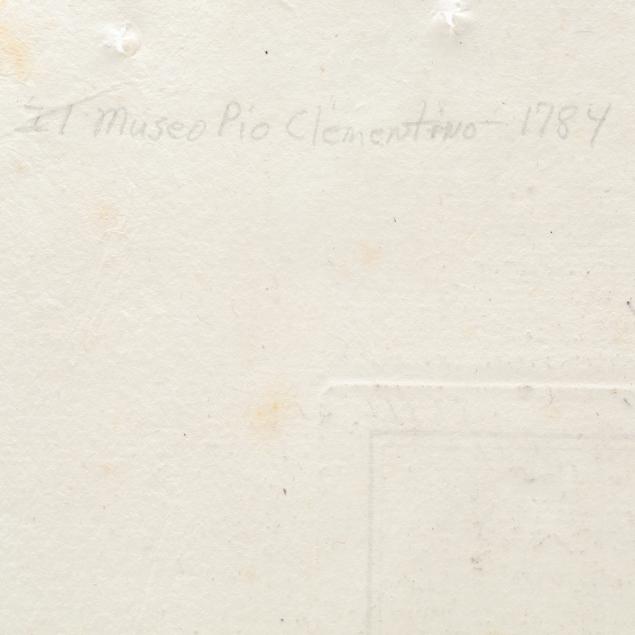 Il Museo Pio Clementino - 1784